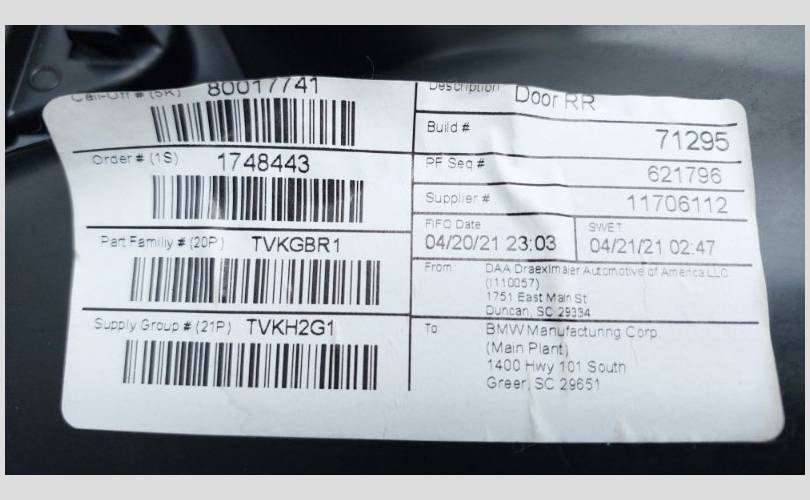 Call-Off # (5K) 80017741
Order # (1S) 1748443
Part Family # (20P) TVKGBR1
Supply Group # (21P) TVKH2G1
Description Door RR
Build # 71295
PF Seq # 621796
Supplier # 11706112
FIFO Date
04/20/21 23:03
SWET
04/21/21 02:47
From DAA Draexlmaier Automotive of America LLC
(I110057)
1751 East Main St
Duncan, SC 29334
To BMW Manufacturing Corp
(Main Plant)
1400 Hwy 101 South
Greer, SC 29651